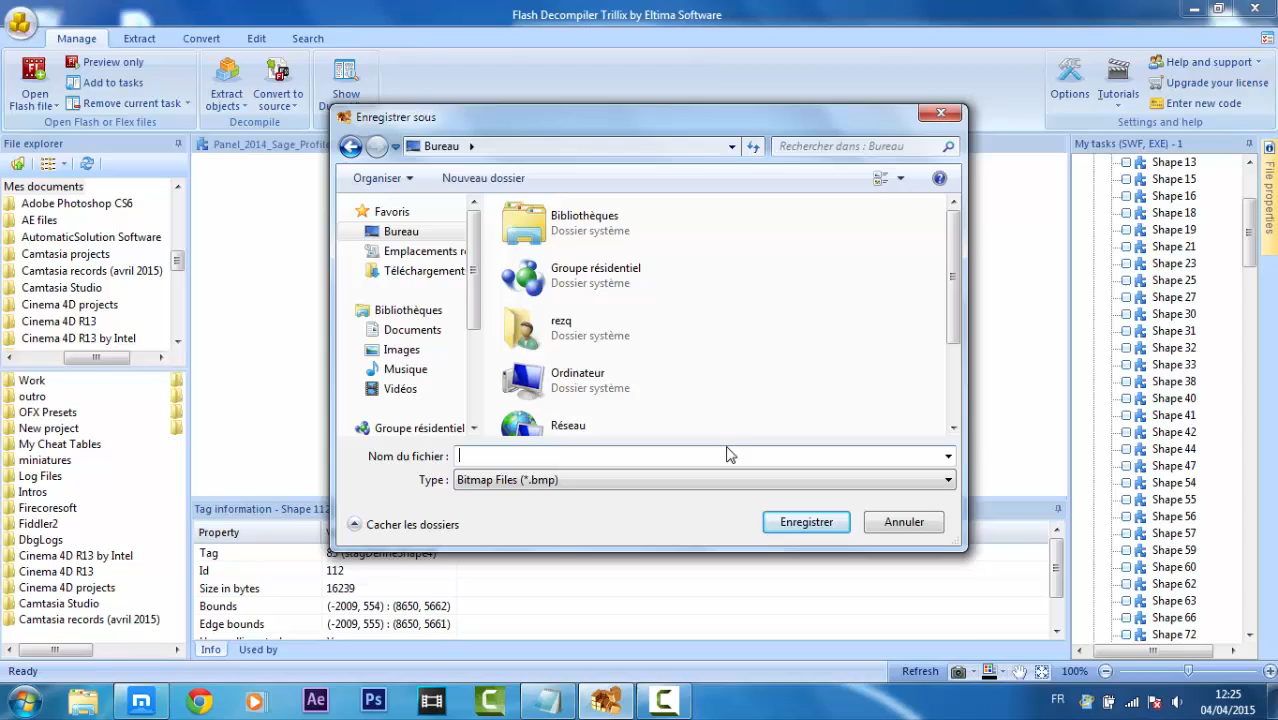 Flash Decompiler Trillix by Eltima Software
Manage Extract Convert Edit Search
Open Flash file
Preview only
Add to tasks
Remove current task
Open Flash or Flex files
Extract objects
Convert to source
Decompile
Show
Options
Tutorials
Help and support
Upgrade your license
Enter new code
Settings and help
File explorer
Mes documents
Adobe Photoshop CS6
AE files
AutomaticSolution Software
Camtasia projects
Camtasia records (avril 2015)
Camtasia Studio
Cinema 4D projects
Cinema 4D R13
Cinema 4D R13 by Intel
Work
outro
OFX Presets
New project
My Cheat Tables
miniatures
Log Files
Intros
Firecoresoft
Fiddler2
DbgLogs
Cinema 4D R13 by Intel
Cinema 4D R13
Cinema 4D projects
Camtasia Studio
Camtasia records (avril 2015)
Panel_2014_Sage_Profile
Enregistrer sous
Bureau
Rechercher dans : Bureau
Organiser
Nouveau dossier
Favoris
Bureau
Emplacements r
Téléchargement
Bibliothèques
Documents
Images
Musique
Vidéos
Groupe résidentiel
Bibliothèques
Dossier système
Groupe résidentiel
Dossier système
rezq
Dossier système
Ordinateur
Dossier système
Réseau
Nom du fichier :
Type : Bitmap Files (*.bmp)
Cacher les dossiers
Enregistrer
Annuler
Tag information - Shape 112
Property
Tag
Id 112
Size in bytes 16239
Bounds (-2009, 554) : (8650, 5662)
Edge bounds (-2009, 555) : (8650, 5661)
Info Used by
My tasks (SWF, EXE) - 1
Shape 13
Shape 15
Shape 16
Shape 18
Shape 19
Shape 21
Shape 23
Shape 25
Shape 27
Shape 30
Shape 31
Shape 32
Shape 33
Shape 38
Shape 40
Shape 41
Shape 42
Shape 44
Shape 47
Shape 54
Shape 55
Shape 56
Shape 57
Shape 59
Shape 60
Shape 62
Shape 63
Shape 66
Shape 72
File properties
Ready
Refresh
100%
Ae
Ps
FR
12:25
04/04/2015